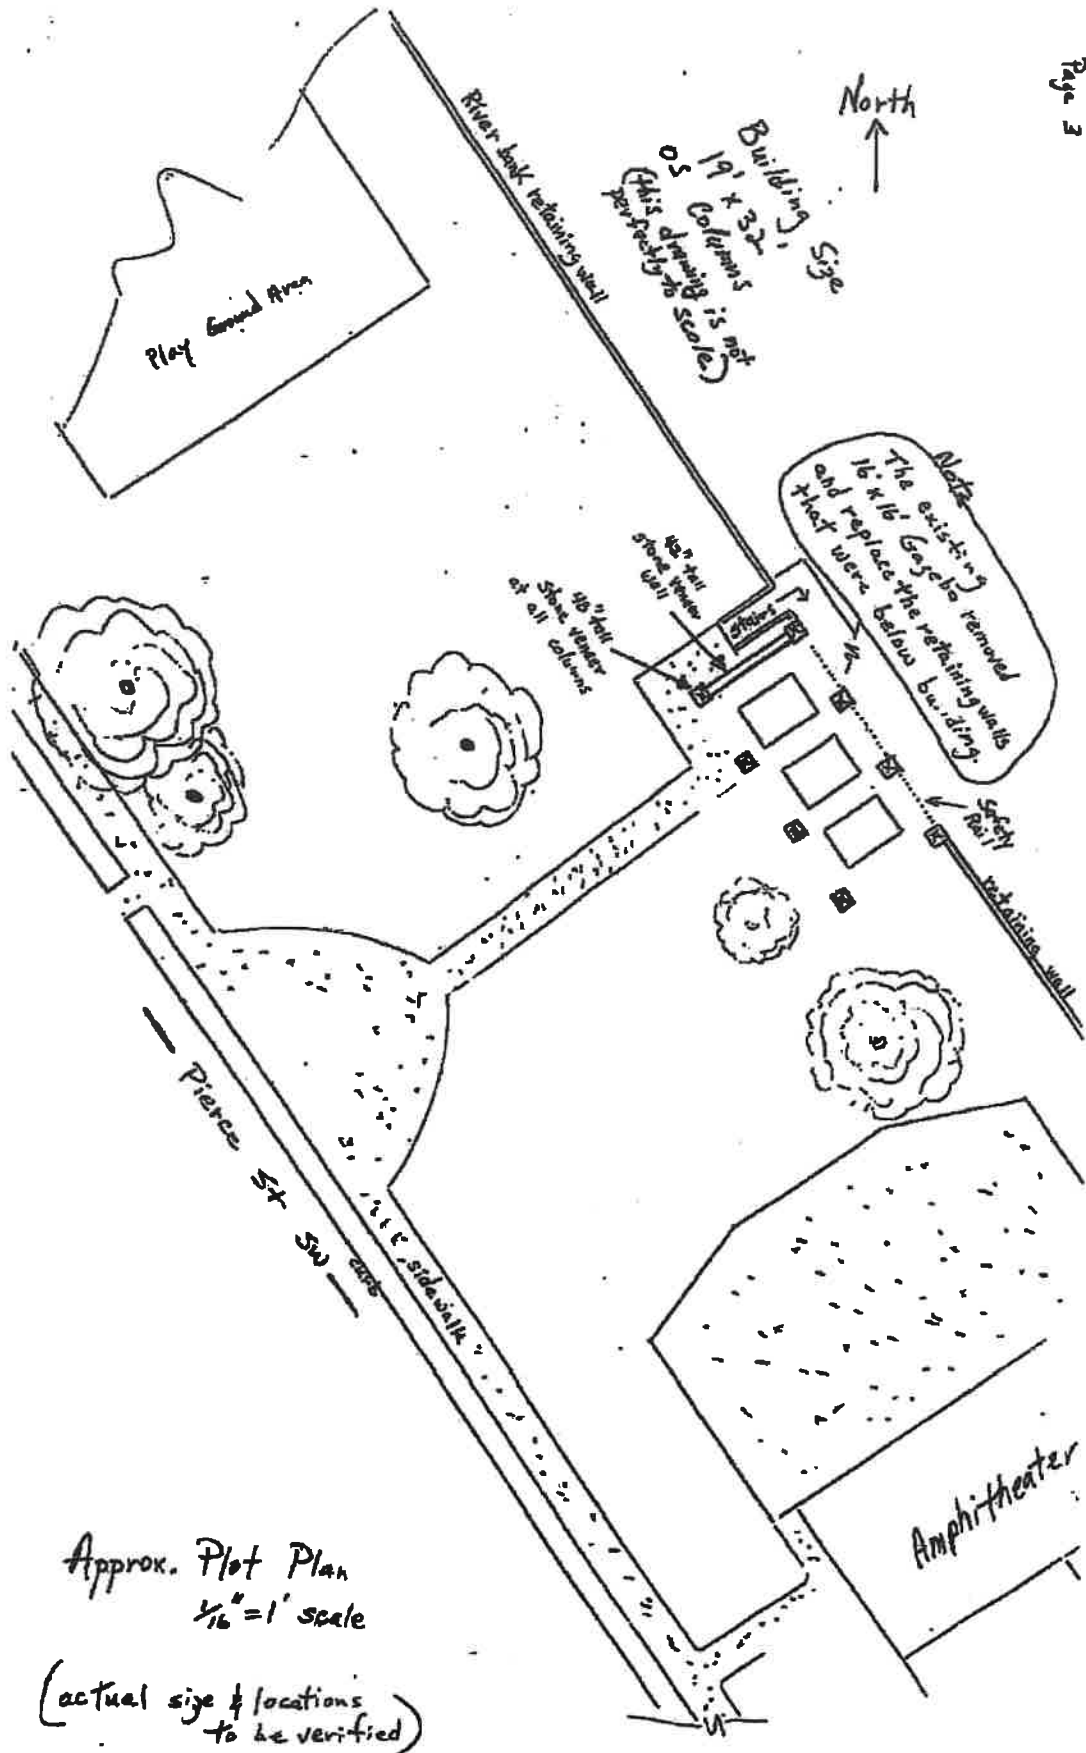 Page 3
North
Building Size
19' x 32'
OS Columns
(this drawing is not
perfectly to scale)
River bank retaining wall
Play Ground Area
Note
The existing
16' x 16' Gazebo removed
and replace the retaining walls
that were below building.
42" tall
stone veneer
wall
48" tall
stone veneer
at all columns
stairs
Safety
Rail
retaining wall
Pierce St SW
curb
sidewalk
Amphitheater
Approx. Plot Plan
1/16" = 1' scale
(actual size & locations
to be verified)